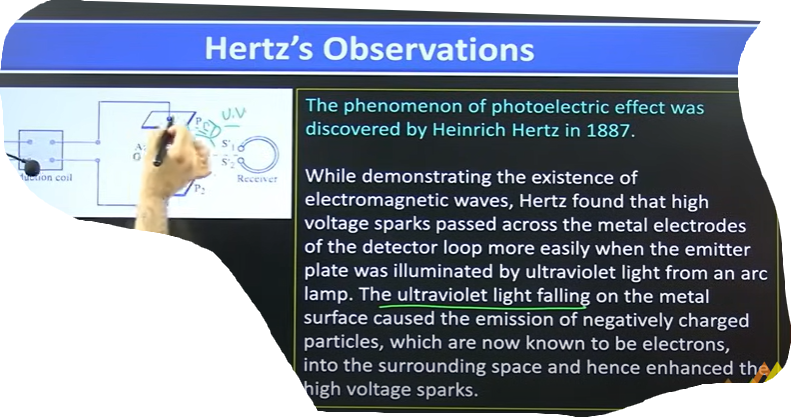 Hertz's Observations
P
U.V
S'1
S'2
Receiver
P2
The phenomenon of photoelectric effect was
discovered by Heinrich Hertz in 1887.
While demonstrating the existence of
electromagnetic waves, Hertz found that high
voltage sparks passed across the metal electrodes
of the detector loop more easily when the emitter
plate was illuminated by ultraviolet light from an arc
lamp. The ultraviolet light falling on the metal
surface caused the emission of negatively charged
particles, which are now known to be electrons,
into the surrounding space and hence enhanced the
high voltage sparks.
coil